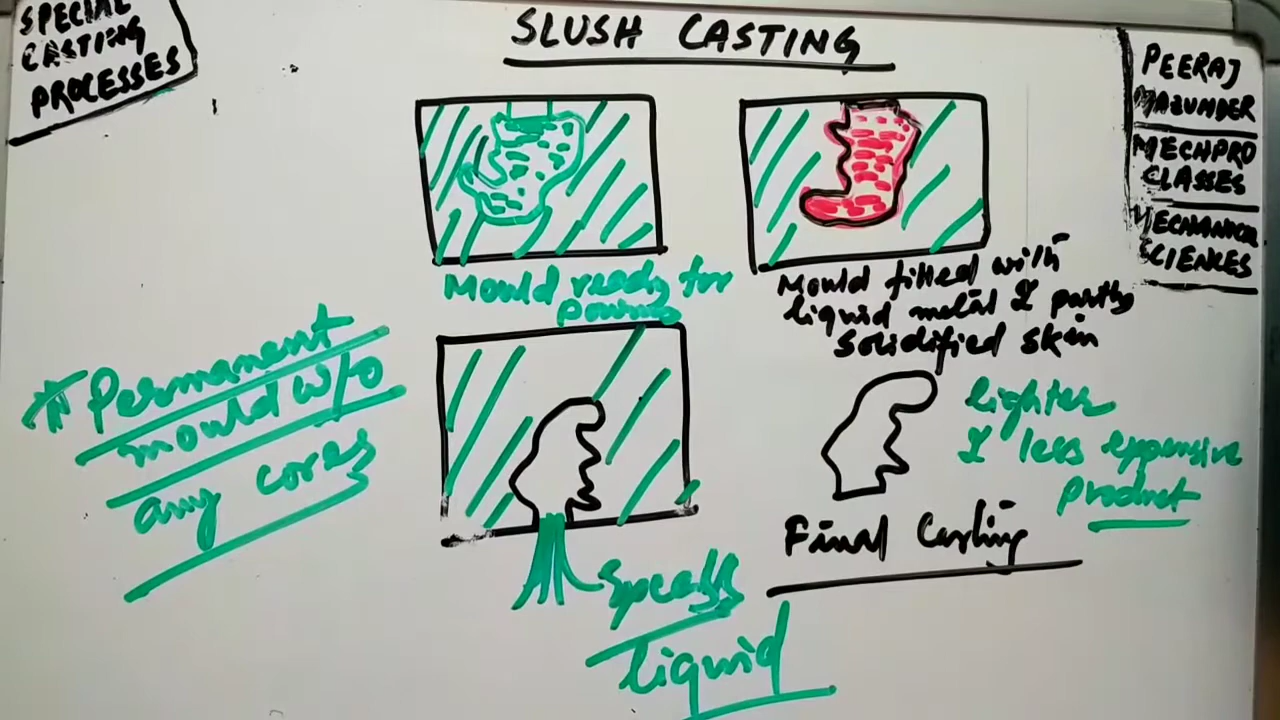 SPECIAL
CASTING
PROCESSES
SLUSH CASTING
PEERAJ
MAZUMDER
MECHPRO
CLASSES
MECHANICAL
SCIENCES
Mould ready for
pouring
Mould filled with
liquid metal & partly
solidified skin
* Permanent
mould w/o
any cores
liquid
lighter
& less expensive
product
Final Casting